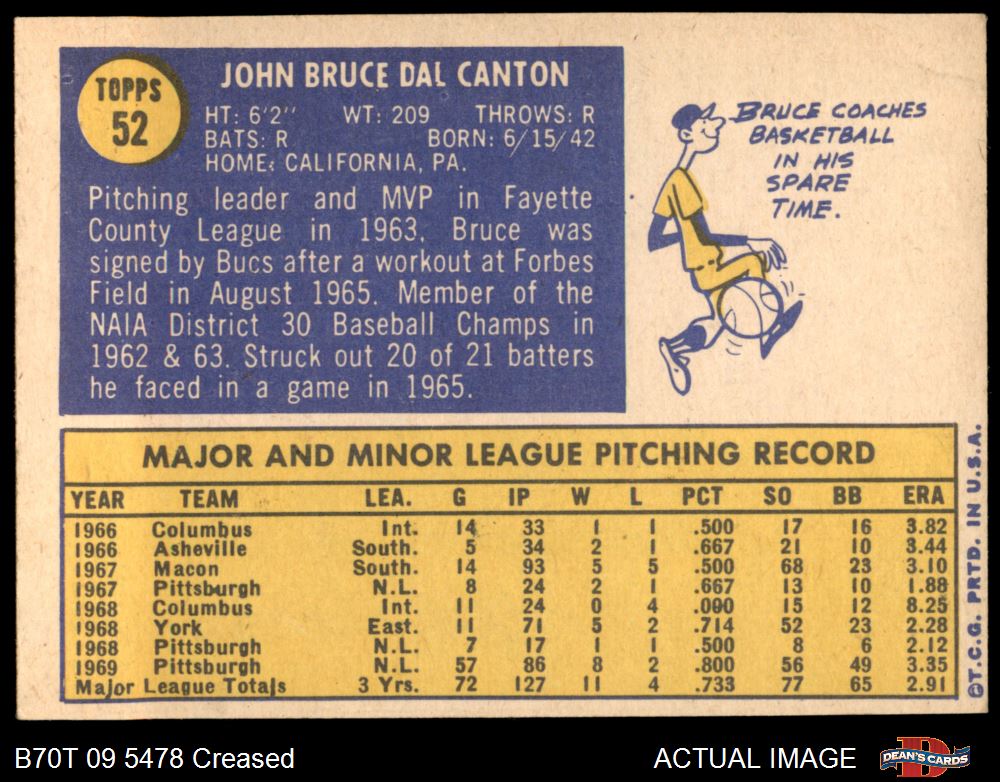 TOPPS
52
JOHN BRUCE DAL CANTON
HT: 6'2" WT: 209 THROWS: R
BATS: R BORN: 6/15/42
HOME: CALIFORNIA, PA.
Pitching leader and MVP in Fayette
County League in 1963. Bruce was
signed by Bucs after a workout at Forbes
Field in August 1965. Member of the
NAIA District 30 Baseball Champs in
1962 & 63. Struck out 20 of 21 batters
he faced in a game in 1965.
BRUCE COACHES
BASKETBALL
IN HIS
SPARE
TIME.
MAJOR AND MINOR LEAGUE PITCHING RECORD
YEAR TEAM LEA. G IP W L PCT SO BB ERA
1966 Columbus Int. 14 33 1 1 .500 17 16 3.82
1966 Asheville South. 5 34 2 1 .667 21 10 3.44
1967 Macon South. 14 93 5 5 .500 68 23 3.10
1967 Pittsburgh N.L. 8 24 2 1 .667 13 10 1.88
1968 Columbus Int. 11 24 0 4 .000 15 12 8.25
1968 York East. 11 71 5 2 .714 52 23 2.28
1968 Pittsburgh N.L. 7 17 1 1 .500 8 6 2.12
1969 Pittsburgh N.L. 57 86 8 2 .800 56 49 3.35
Major League Totals 3 Yrs. 72 127 11 4 .733 77 65 2.91
©T.C.G. PRTD. IN U.S.A.
B70T 09 5478 Creased
ACTUAL IMAGE
DEAN'S CARDS